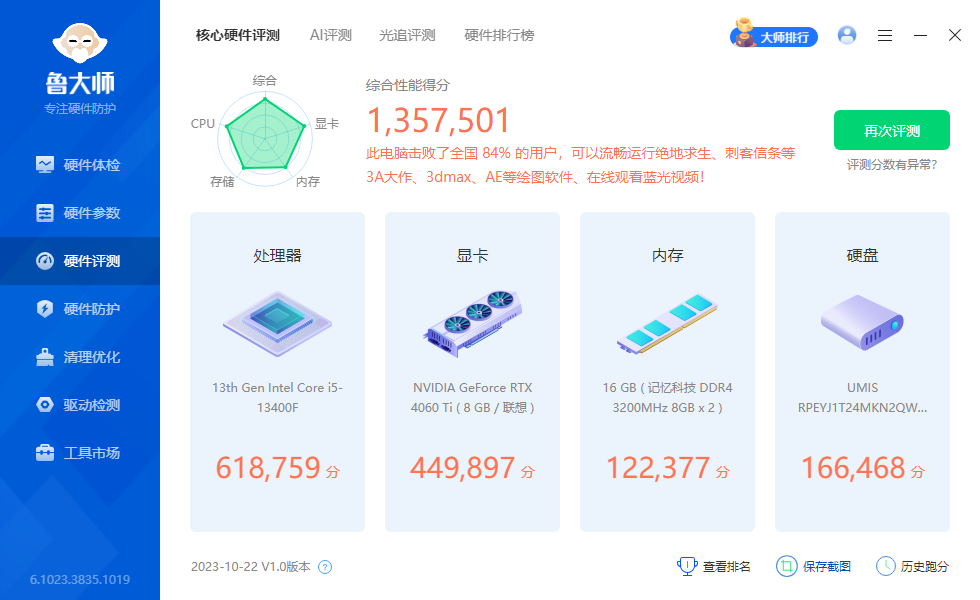 鲁大师
专注硬件防护
硬件体检
硬件参数
硬件评测
硬件防护
清理优化
驱动检测
工具市场
6.1023.3835.1019
核心硬件评测 AI评测 光追评测 硬件排行榜
大师排行
综合
CPU
显卡
存储
内存
综合性能得分
1,357,501
此电脑击败了全国 84% 的用户，可以流畅运行绝地求生、刺客信条等
3A大作、3dmax、AE等绘图软件、在线观看蓝光视频！
再次评测
评测分数有异常？
处理器
13th Gen Intel Core i5-
13400F
618,759 分
显卡
NVIDIA GeForce RTX
4060 Ti ( 8 GB / 联想 )
449,897 分
内存
16 GB ( 记忆科技 DDR4
3200MHz 8GB x 2 )
122,377 分
硬盘
UMIS
RPEYJ1T24MKN2QW...
166,468 分
2023-10-22 V1.0版本 ?
查看排名
保存截图
历史跑分